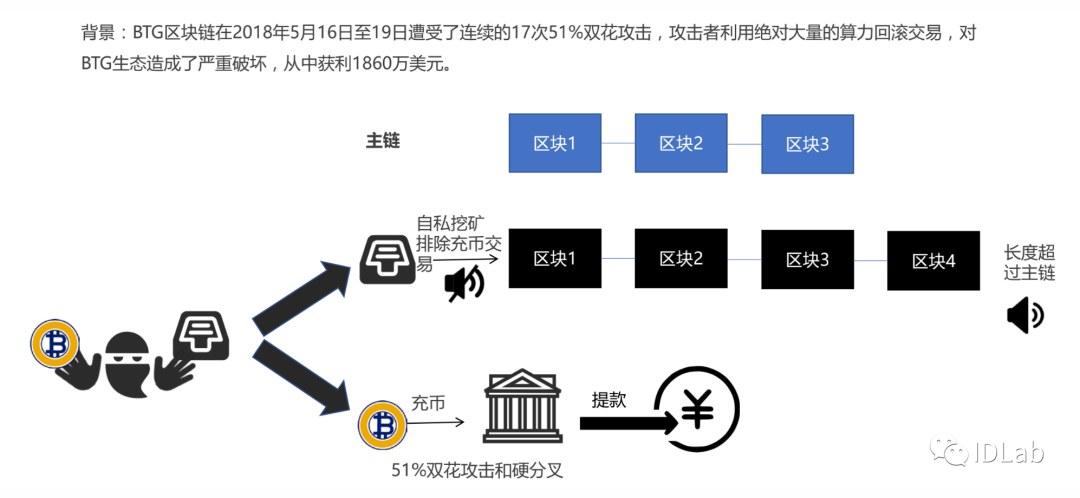 背景：BTG区块链在2018年5月16日至19日遭受了连续的17次51%双花攻击，攻击者利用绝对大量的算力回滚交易，对
BTG生态造成了严重破坏，从中获利1860万美元。
主链
区块1
区块2
区块3
自私挖矿
排除充币交
易
区块1
区块2
区块3
区块4
长度超
过主链
充币
提款
51%双花攻击和硬分叉
IDLab